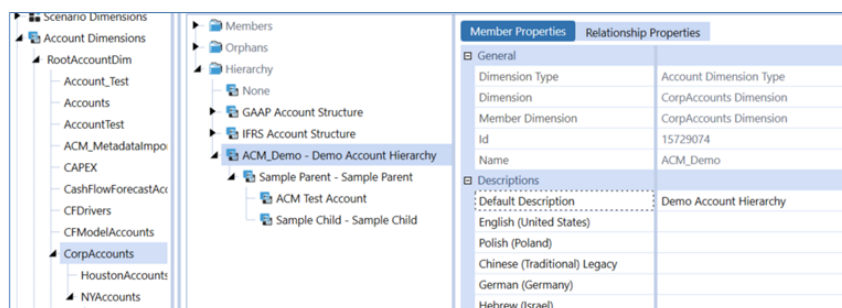 Scenario Dimensions
Account Dimensions
RootAccountDim
Account_Test
Accounts
AccountTest
ACM_MetadataImpo
CAPEX
CashFlowForecastAcc
CFDrivers
CFModelAccounts
CorpAccounts
HoustonAccounts
NYAccounts
Members
Orphans
Hierarchy
None
GAAP Account Structure
IFRS Account Structure
ACM_Demo - Demo Account Hierarchy
Sample Parent - Sample Parent
ACM Test Account
Sample Child - Sample Child
Member Properties Relationship Properties
General
Dimension Type Account Dimension Type
Dimension CorpAccounts Dimension
Member Dimension CorpAccounts Dimension
Id 15729074
Name ACM_Demo
Descriptions
Default Description Demo Account Hierarchy
English (United States)
Polish (Poland)
Chinese (Traditional) Legacy
German (Germany)
Hebrew (Israel)